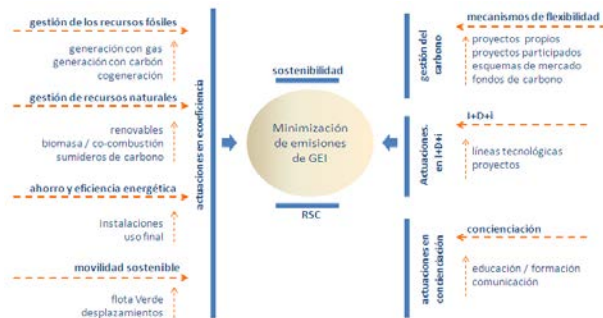 gestión de los recursos fósiles
generación con gas
generación con carbón
cogeneración
gestión de recursos naturales
renovables
biomasa / co-combustión
sumideros de carbono
ahorro y eficiencia energética
Instalaciones
uso final
movilidad sostenible
flota Verde
desplazamientos
actuaciones en ecoeficiencia
sostenibilidad
Minimización
de emisiones
de GEI
RSC
gestión del
carbono
mecanismos de flexibilidad
proyectos propios
proyectos participados
esquemas de mercado
fondos de carbono
Actuaciones.
en I+D+i
I+D+i
líneas tecnológicas
proyectos
actuaciones en
concienciación
concienciación
educación / formación
comunicación